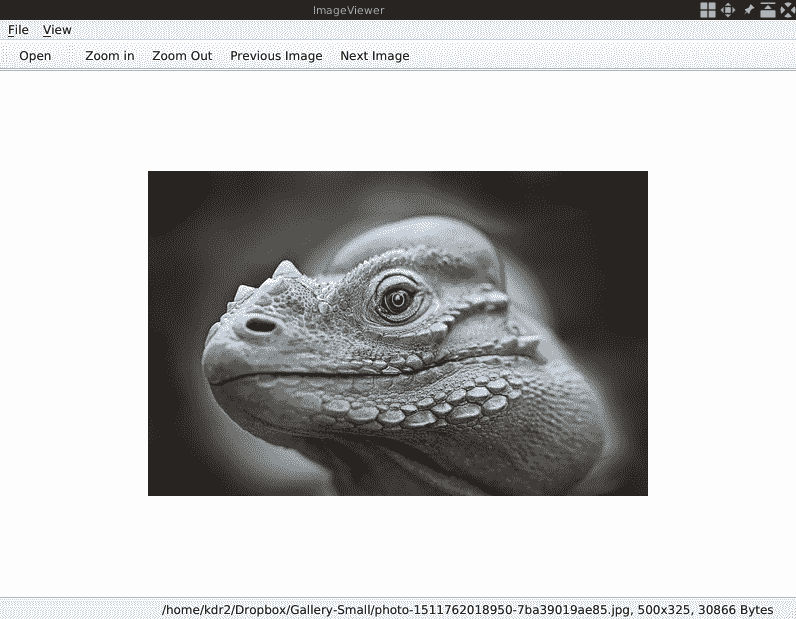 ImageViewer
File View
Open Zoom in Zoom Out Previous Image Next Image
/home/kdr2/Dropbox/Gallery-Small/photo-1511762018950-7ba39019ae85.jpg, 500x325, 30866 Bytes